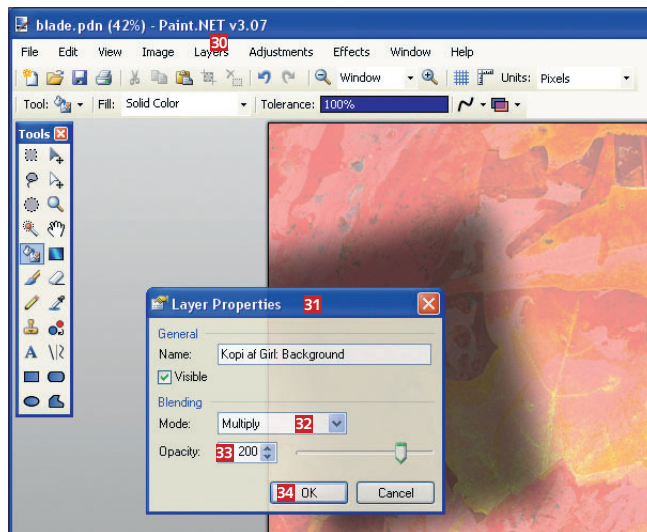 blade.pdn (42%) - Paint.NET v3.07
File Edit View Image Layers Adjustments Effects Window Help
30
Window Units: Pixels
Tool: Fill: Solid Color Tolerance: 100%
Tools
Layer Properties 31
General
Name: Kopi af Girl: Background
Visible
Blending
Mode: Multiply 32
Opacity: 33 200
34 OK Cancel